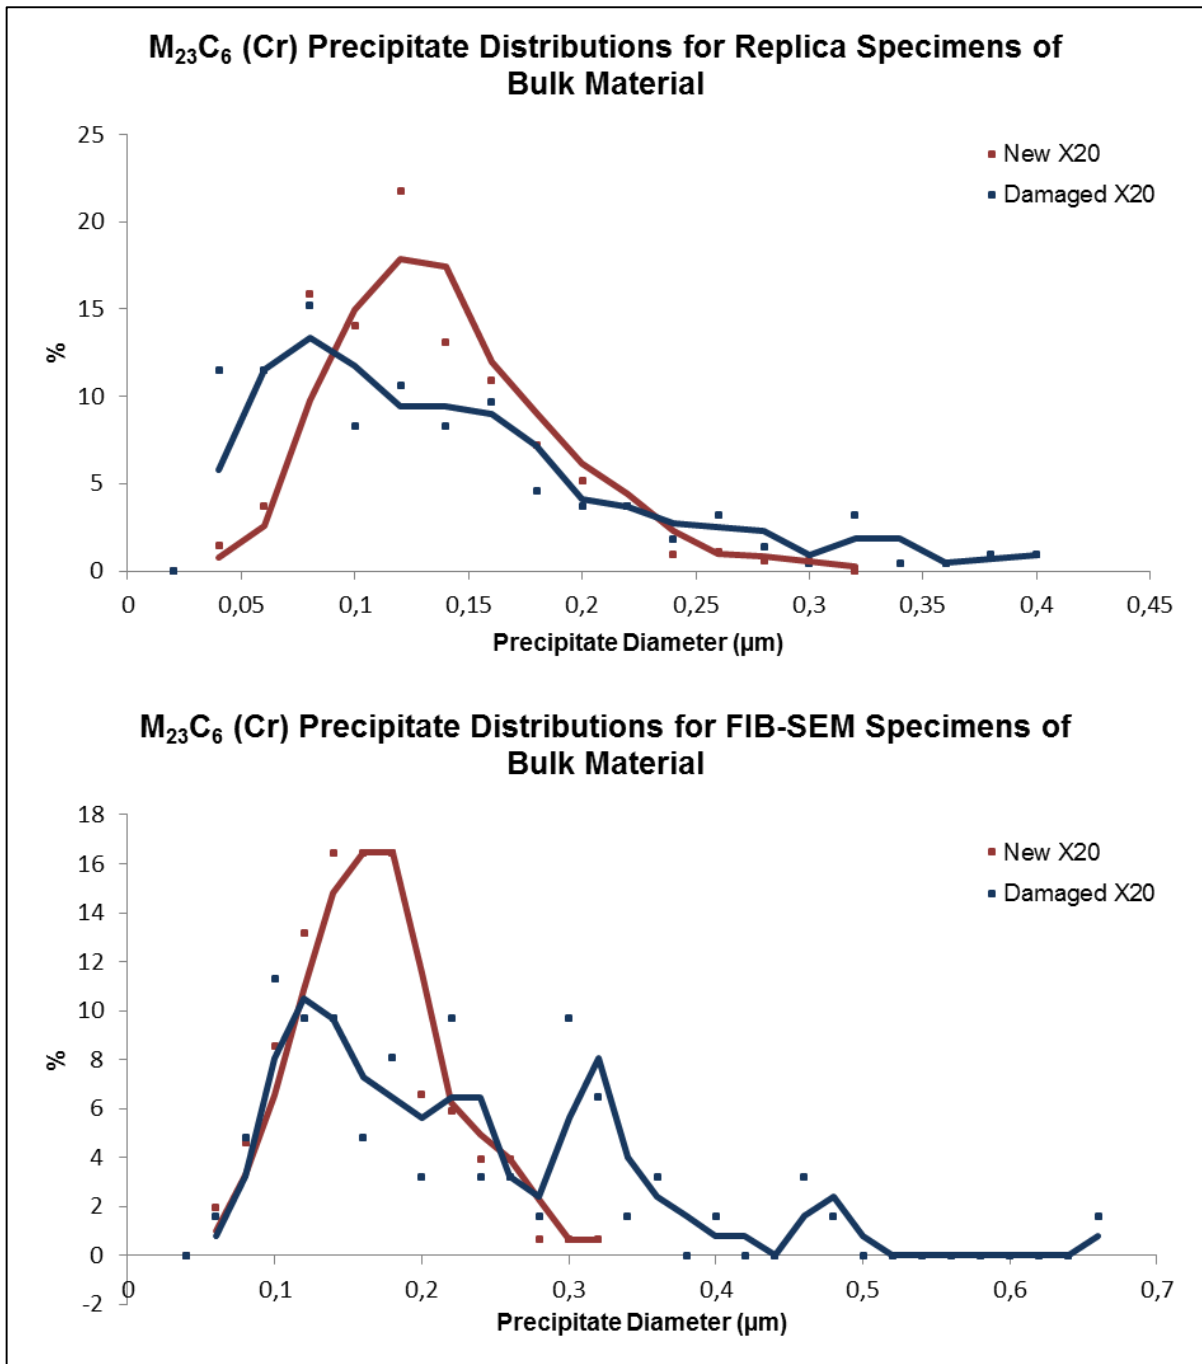 M₂₃C₆ (Cr) Precipitate Distributions for Replica Specimens of
Bulk Material
25
20
15
10
5
0
%
New X20
Damaged X20
0 0,05 0,1 0,15 0,2 0,25 0,3 0,35 0,4 0,45
Precipitate Diameter (µm)
M₂₃C₆ (Cr) Precipitate Distributions for FIB-SEM Specimens of
Bulk Material
18
16
14
12
10
8
6
4
2
0
-2
%
New X20
Damaged X20
0 0,1 0,2 0,3 0,4 0,5 0,6 0,7
Precipitate Diameter (µm)